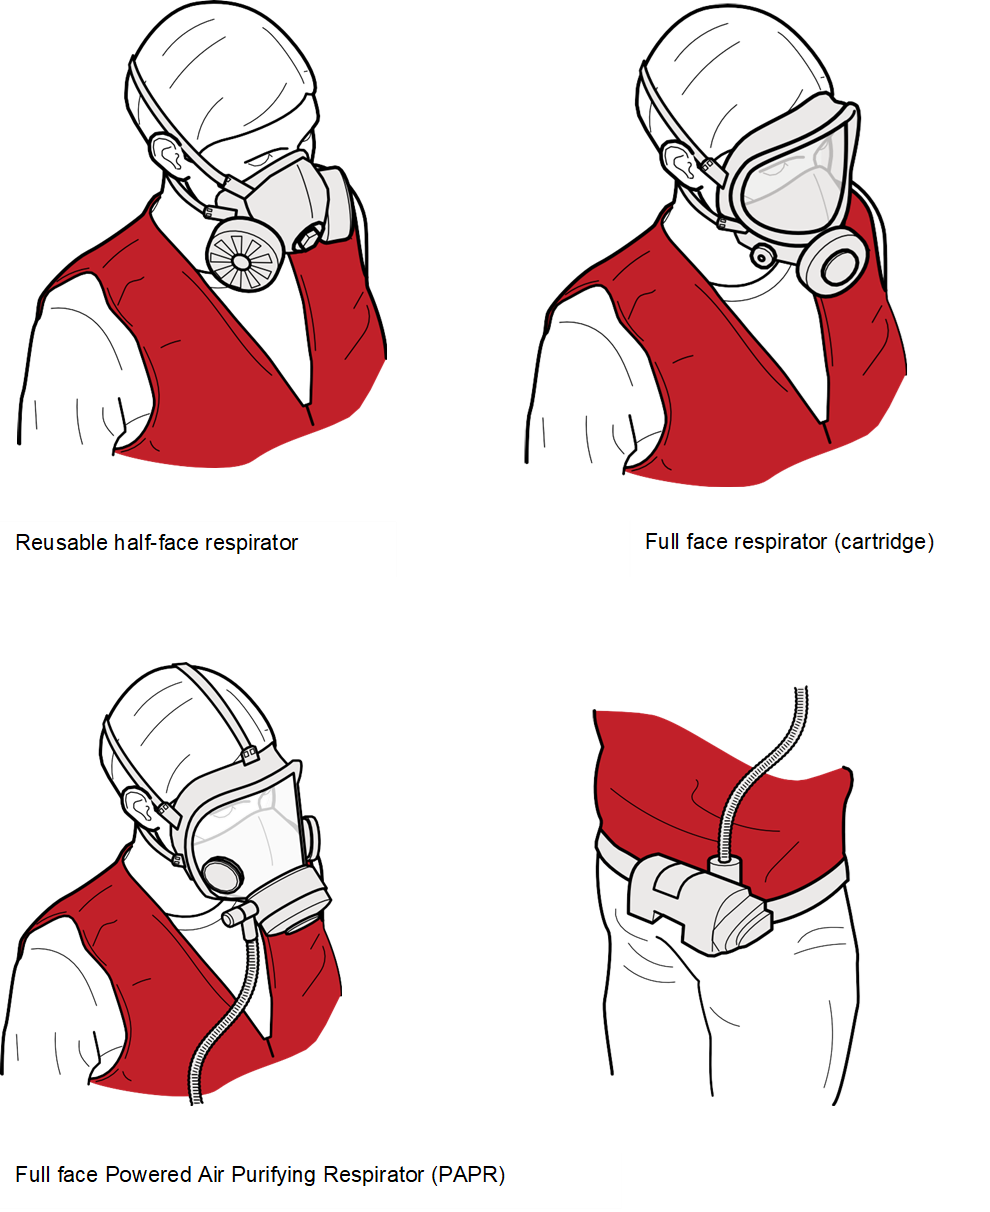 Reusable half-face respirator
Full face respirator (cartridge)
Full face Powered Air Purifying Respirator (PAPR)